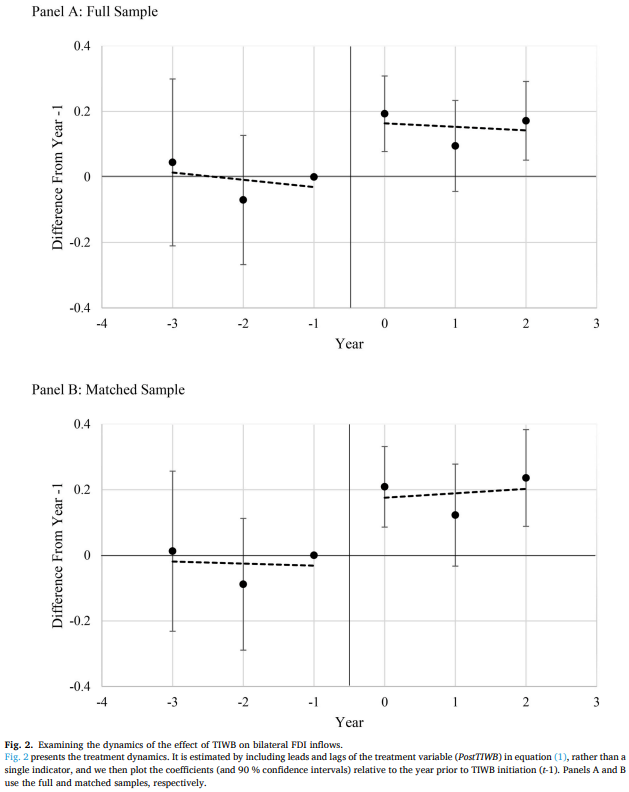 Panel A: Full Sample
0.4
0.2
0
-0.2
-0.4
Difference From Year -1
-4 -3 -2 -1 0 1 2 3
Year
Panel B: Matched Sample
0.4
0.2
0
-0.2
-0.4
Difference From Year -1
-4 -3 -2 -1 0 1 2 3
Year
Fig. 2. Examining the dynamics of the effect of TIWB on bilateral FDI inflows.
Fig. 2 presents the treatment dynamics. It is estimated by including leads and lags of the treatment variable (PostTIWB) in equation (1), rather than a
single indicator, and we then plot the coefficients (and 90 % confidence intervals) relative to the year prior to TIWB initiation (t-1). Panels A and B
use the full and matched samples, respectively.